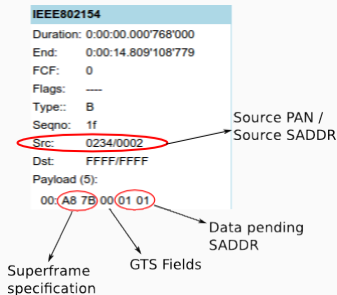 IEEE802154
Duration: 0:00:00.000'768'000
End: 0:00:14.809'108'779
FCF: 0
Flags: ----
Type:: B
Seqno: 1f
Src: 0234/0002
Dst: FFFF/FFFF
Payload (5):
00: A8 7B 00 01 01
Source PAN /
Source SADDR
Data pending
SADDR
GTS Fields
Superframe
specification